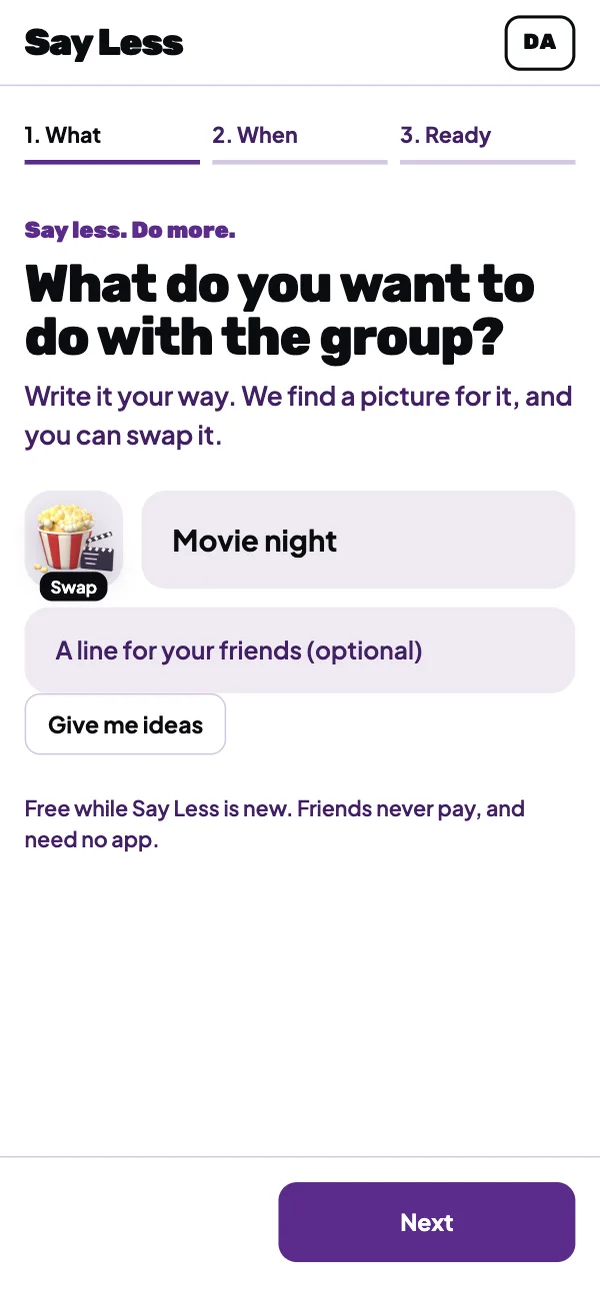 Say Less
DA
1. What
2. When
3. Ready
Say less. Do more.
What do you want to
do with the group?
Write it your way. We find a picture for it, and
you can swap it.
Movie night
Swap
A line for your friends (optional)
Give me ideas
Free while Say Less is new. Friends never pay, and
need no app.
Next